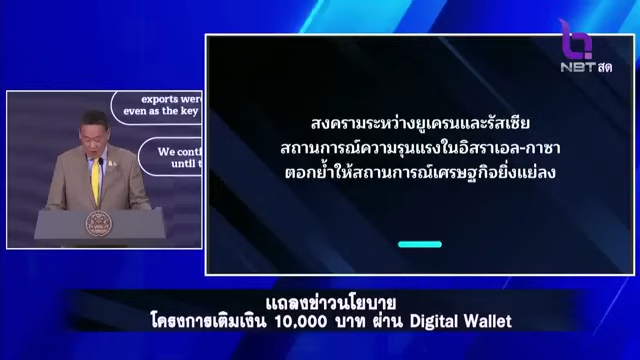 NBT สด
exports were
even as the key
We confi
until t
สงครามระหว่างยูเครนและรัสเซีย
สถานการณ์ความรุนแรงในอิสราเอล-กาซา
ตอกย้ำให้สถานการณ์เศรษฐกิจยิ่งแย่ลง
แถลงข่าวนโยบาย
โครงการเติมเงิน 10,000 บาท ผ่าน Digital Wallet